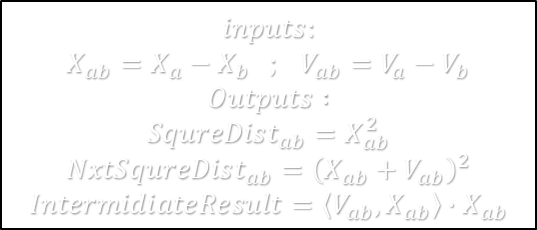 inputs:
X_ab = X_a − X_b ; V_ab = V_a − V_b
Outputs :
SqureDist_ab = X_ab^2
NxtSqureDist_ab = (X_ab + V_ab)^2
IntermidiateResult = ⟨V_ab, X_ab⟩ · X_ab